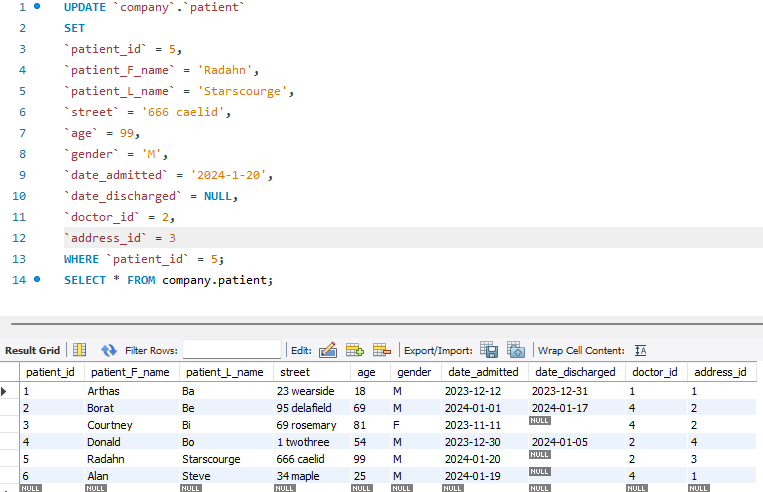 1 UPDATE `company`.`patient`
2 SET
3 `patient_id` = 5,
4 `patient_F_name` = 'Radahn',
5 `patient_L_name` = 'Starscourge',
6 `street` = '666 caelid',
7 `age` = 99,
8 `gender` = 'M',
9 `date_admitted` = '2024-1-20',
10 `date_discharged` = NULL,
11 `doctor_id` = 2,
12 `address_id` = 3
13 WHERE `patient_id` = 5;
14 SELECT * FROM company.patient;
Result Grid Filter Rows: Edit: Export/Import: Wrap Cell Content:
patient_id patient_F_name patient_L_name street age gender date_admitted date_discharged doctor_id address_id
1 Arthas Ba 23 wearside 18 M 2023-12-12 2023-12-31 1 1
2 Borat Be 95 delafield 69 M 2024-01-01 2024-01-17 4 2
3 Courtney Bi 69 rosemary 81 F 2023-11-11 NULL 4 2
4 Donald Bo 1 twothree 54 M 2023-12-30 2024-01-05 2 4
5 Radahn Starscourge 666 caelid 99 M 2024-01-20 NULL 2 3
6 Alan Steve 34 maple 25 M 2024-01-19 NULL 4 1
NULL NULL NULL NULL NULL NULL NULL NULL NULL NULL